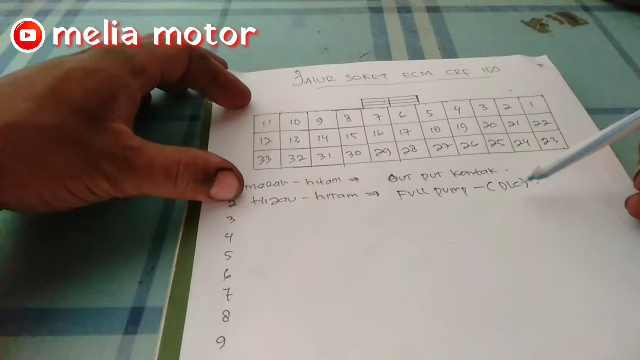 melia motor
JALUR SOKET ECM CRF 150
11 10 9 8 7 6 5 4 3 2 1
12 13 14 15 16 17 18 19 20 21 22
33 32 31 30 29 28 27 26 25 24 23
merah - hitam → Out put kontak.
2 Hijau - hitam → Full pump - (DLC).
3
4
5
6
7
8
9